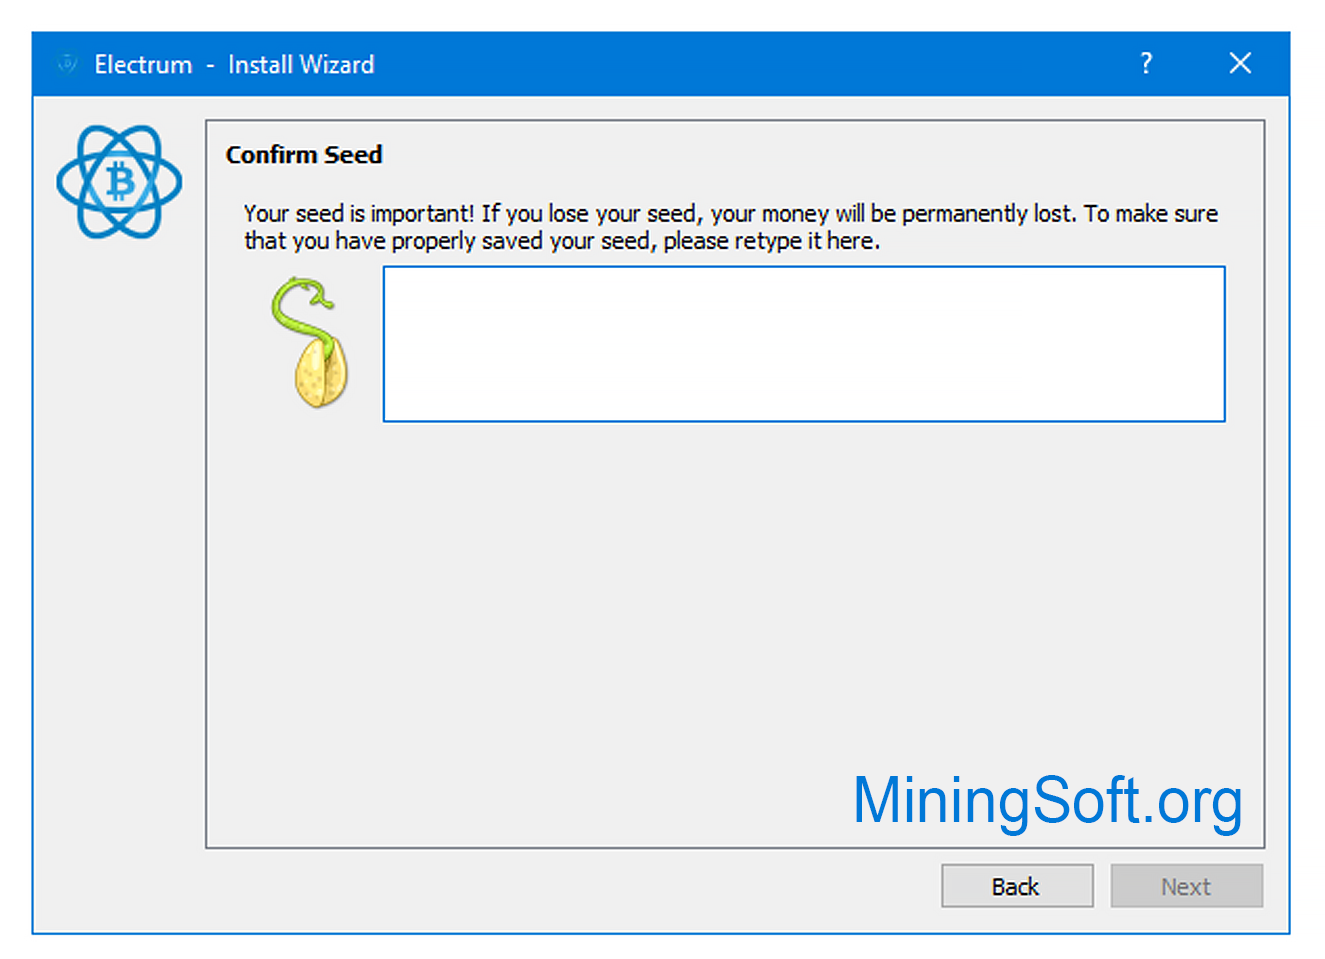 Electrum - Install Wizard
?
Confirm Seed
Your seed is important! If you lose your seed, your money will be permanently lost. To make sure
that you have properly saved your seed, please retype it here.
MiningSoft.org
Back
Next